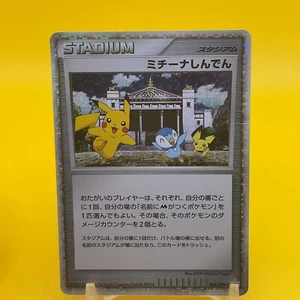 STADIUM スタジアム
ミチーナしんでん
おたがいのプレイヤーは、それぞれ、自分の番ごと
に1回、自分の場の「名前に がつくポケモン」を
1匹選んでもよい。その場合、そのポケモンのダ
メージカウンターを2個とる。
スタジアムは、自分の番に1回だけ、バトル場の横に出せる。別の
名前のスタジアムが場に出たなら、このカードをトラッシュ。